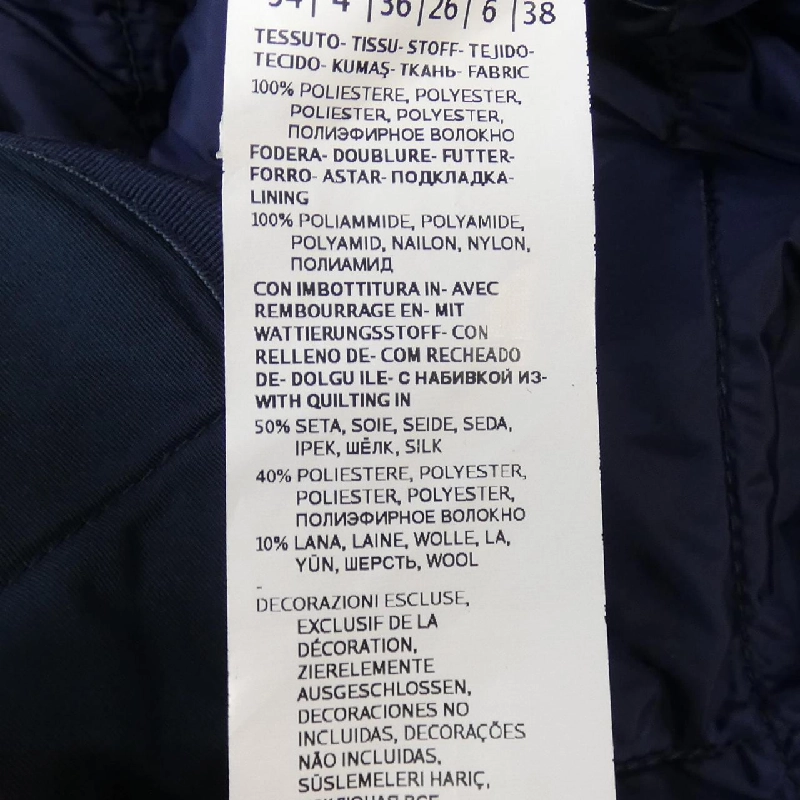 34| 4 |36|26| 6 |38
TESSUTO- TISSU- STOFF- TEJIDO-
TECIDO- KUMAŞ- ТКАНЬ- FABRIC
100% POLIESTERE, POLYESTER,
POLIESTER, POLYESTER,
ПОЛИЭФИРНОЕ ВОЛОКНО
FODERA- DOUBLURE- FUTTER-
FORRO- ASTAR- ПОДКЛАДКА-
LINING
100% POLIAMMIDE, POLYAMIDE,
POLYAMID, NAILON, NYLON,
ПОЛИАМИД
CON IMBOTTITURA IN- AVEC
REMBOURRAGE EN- MIT
WATTIERUNGSSTOFF- CON
RELLENO DE- COM RECHEADO
DE- DOLGU ILE- С НАБИВКОЙ ИЗ-
WITH QUILTING IN
50% SETA, SOIE, SEIDE, SEDA,
IPEK, ШЁЛК, SILK
40% POLIESTERE, POLYESTER,
POLIESTER, POLYESTER,
ПОЛИЭФИРНОЕ ВОЛОКНО
10% LANA, LAINE, WOLLE, LA,
YÜN, ШЕРСТЬ, WOOL
-
DECORAZIONI ESCLUSE,
EXCLUSIF DE LA
DÉCORATION,
ZIERELEMENTE
AUSGESCHLOSSEN,
DECORACIONES NO
INCLUIDAS, DECORAÇÕES
NÃO INCLUIDAS,
SÜSLEMELERI HARIÇ,